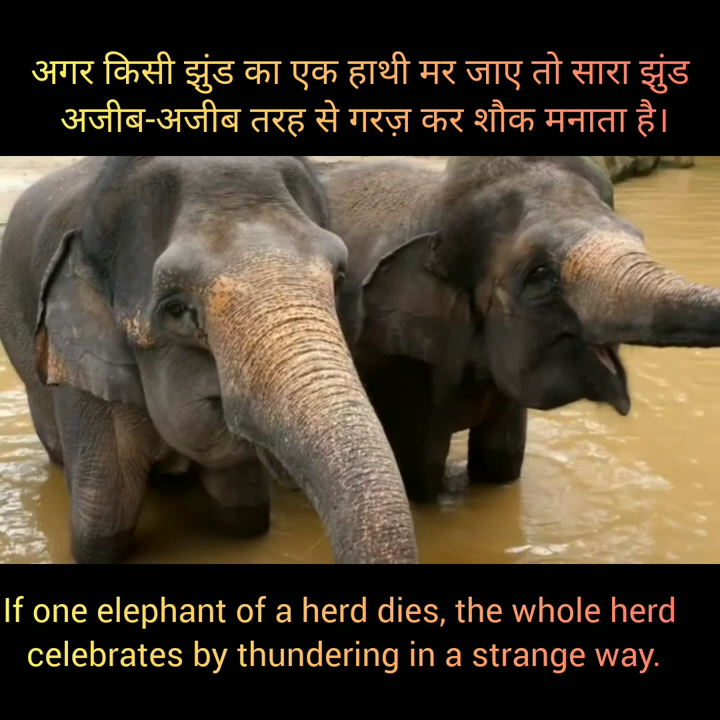 अगर किसी झुंड का एक हाथी मर जाए तो सारा झुंड
अजीब-अजीब तरह से गरज़ कर शौक मनाता है।
If one elephant of a herd dies, the whole herd
celebrates by thundering in a strange way.